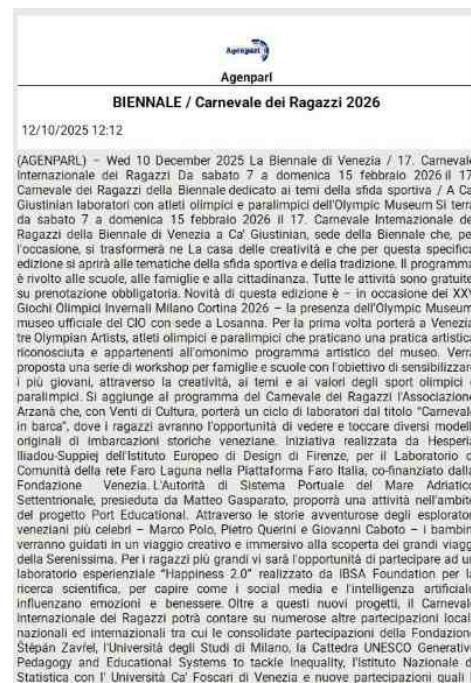 Agenparl
Agenparl
BIENNALE / Carnevale dei Ragazzi 2026
12/10/2025 12:12
(AGENPARL) – Wed 10 December 2025 La Biennale di Venezia / 17. Carnevale
Internazionale dei Ragazzi Da sabato 7 a domenica 15 febbraio 2026 il 17.
Carnevale dei Ragazzi della Biennale dedicato ai temi della sfida sportiva / A Ca'
Giustinian laboratori con atleti olimpici e paralimpici dell'Olympic Museum Si terrà
da sabato 7 a domenica 15 febbraio 2026 il 17. Carnevale Internazionale dei
Ragazzi della Biennale di Venezia a Ca' Giustinian, sede della Biennale che, per
l'occasione, si trasformerà ne La casa delle creatività e che per questa specifica
edizione si aprirà alle tematiche della sfida sportiva e della tradizione. Il programma
è rivolto alle scuole, alle famiglie e alla cittadinanza. Tutte le attività sono gratuite
su prenotazione obbligatoria. Novità di questa edizione è – in occasione dei XXV
Giochi Olimpici Invernali Milano Cortina 2026 – la presenza dell'Olympic Museum,
museo ufficiale del CIO con sede a Losanna. Per la prima volta porterà a Venezia
tre Olympian Artists, atleti olimpici e paralimpici che praticano una pratica artistica
riconosciuta e appartenenti all'omonimo programma artistico del museo. Verrà
proposta una serie di workshop per famiglie e scuole con l'obiettivo di sensibilizzare
i più giovani, attraverso la creatività, ai temi e ai valori degli sport olimpici e
paralimpici. Si aggiunge al programma del Carnevale dei Ragazzi l'Associazione
Arzanà che, con Venti di Cultura, porterà un ciclo di laboratori dal titolo "Carnevale
in barca", dove i ragazzi avranno l'opportunità di vedere e toccare diversi modelli
originali di imbarcazioni storiche veneziane. Iniziativa realizzata da Hesperia
Iliadou-Suppiej dell'Istituto Europeo di Design di Firenze, per il Laboratorio di
Comunità della rete Faro Laguna nella Piattaforma Faro Italia, co-finanziato dalla
Fondazione Venezia. L'Autorità di Sistema Portuale del Mare Adriatico
Settentrionale, presieduta da Matteo Gasparato, proporrà una attività nell'ambito
del progetto Port Educational. Attraverso le storie avventurose degli esploratori
veneziani più celebri – Marco Polo, Pietro Querini e Giovanni Caboto – i bambini
verranno guidati in un viaggio creativo e immersivo alla scoperta dei grandi viaggi
della Serenissima. Per i ragazzi più grandi vi sarà l'opportunità di partecipare ad un
laboratorio esperienziale "Happiness 2.0" realizzato da IBSA Foundation per la
ricerca scientifica, per capire come i social media e l'intelligenza artificiale
influenzano emozioni e benessere. Oltre a questi nuovi progetti, il Carnevale
Internazionale dei Ragazzi potrà contare su numerose altre partecipazioni locali,
nazionali ed internazionali tra cui le consolidate partecipazioni della Fondazione
Štěpán Zavřel, l'Università degli Studi di Milano, la Cattedra UNESCO Generative
Pedagogy and Educational Systems to tackle Inequality, l'Istituto Nazionale di
Statistica con l' Università Ca' Foscari di Venezia e nuove partecipazioni quali il